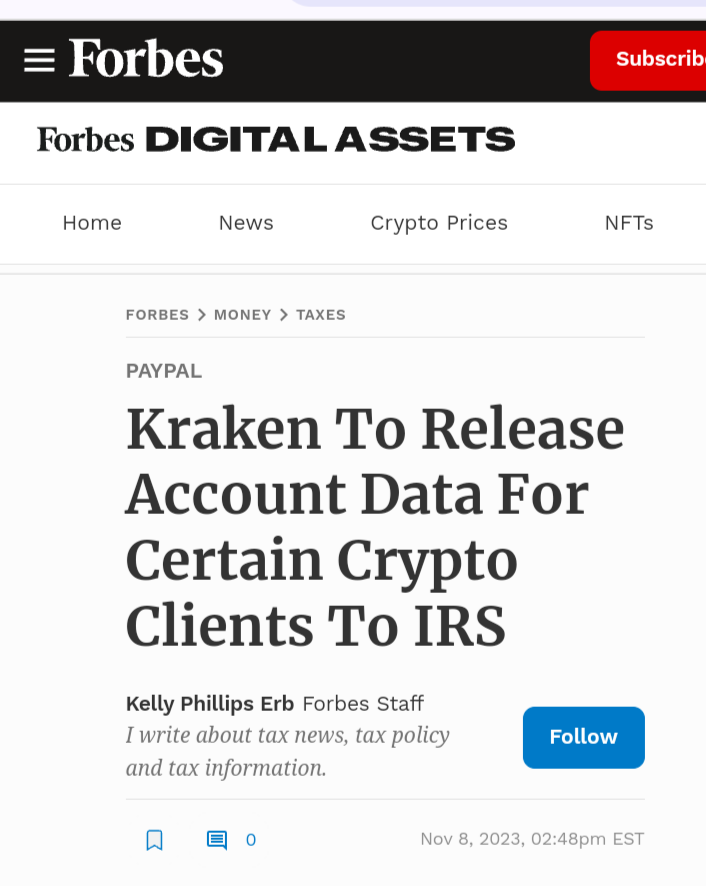 Forbes
Subscrib
Forbes DIGITAL ASSETS
Home News Crypto Prices NFTs
FORBES > MONEY > TAXES
PAYPAL
Kraken To Release
Account Data For
Certain Crypto
Clients To IRS
Kelly Phillips Erb Forbes Staff
I write about tax news, tax policy
and tax information.
Follow
0
Nov 8, 2023, 02:48pm EST